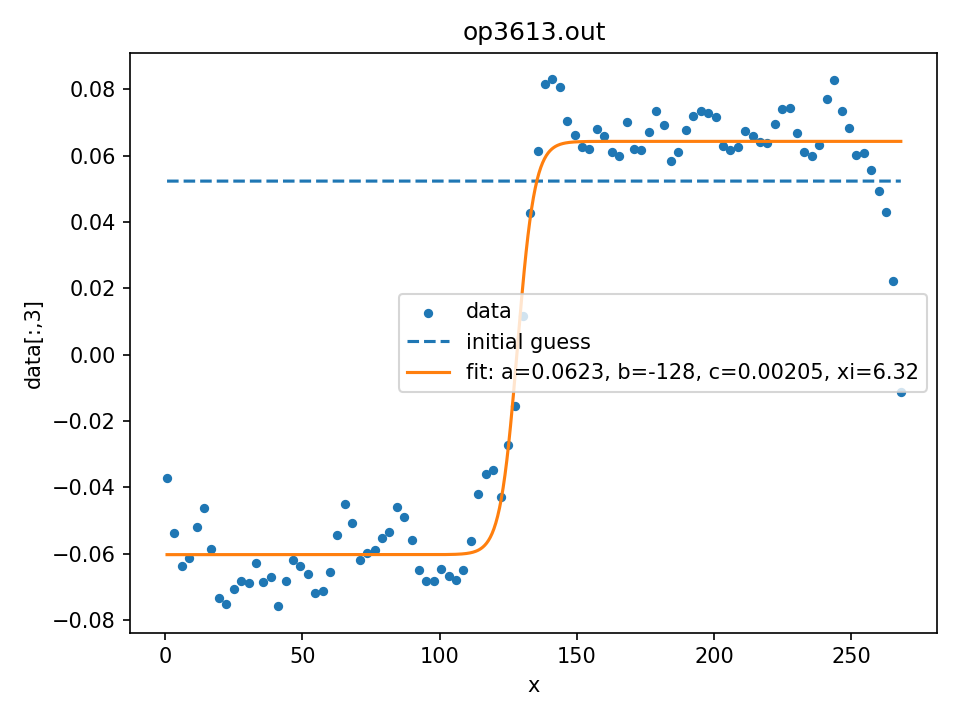 op3613.out
0.08
0.06
0.04
0.02
0.00
−0.02
−0.04
−0.06
−0.08
data[:,3]
data
initial guess
fit: a=0.0623, b=-128, c=0.00205, xi=6.32
0 50 100 150 200 250
x